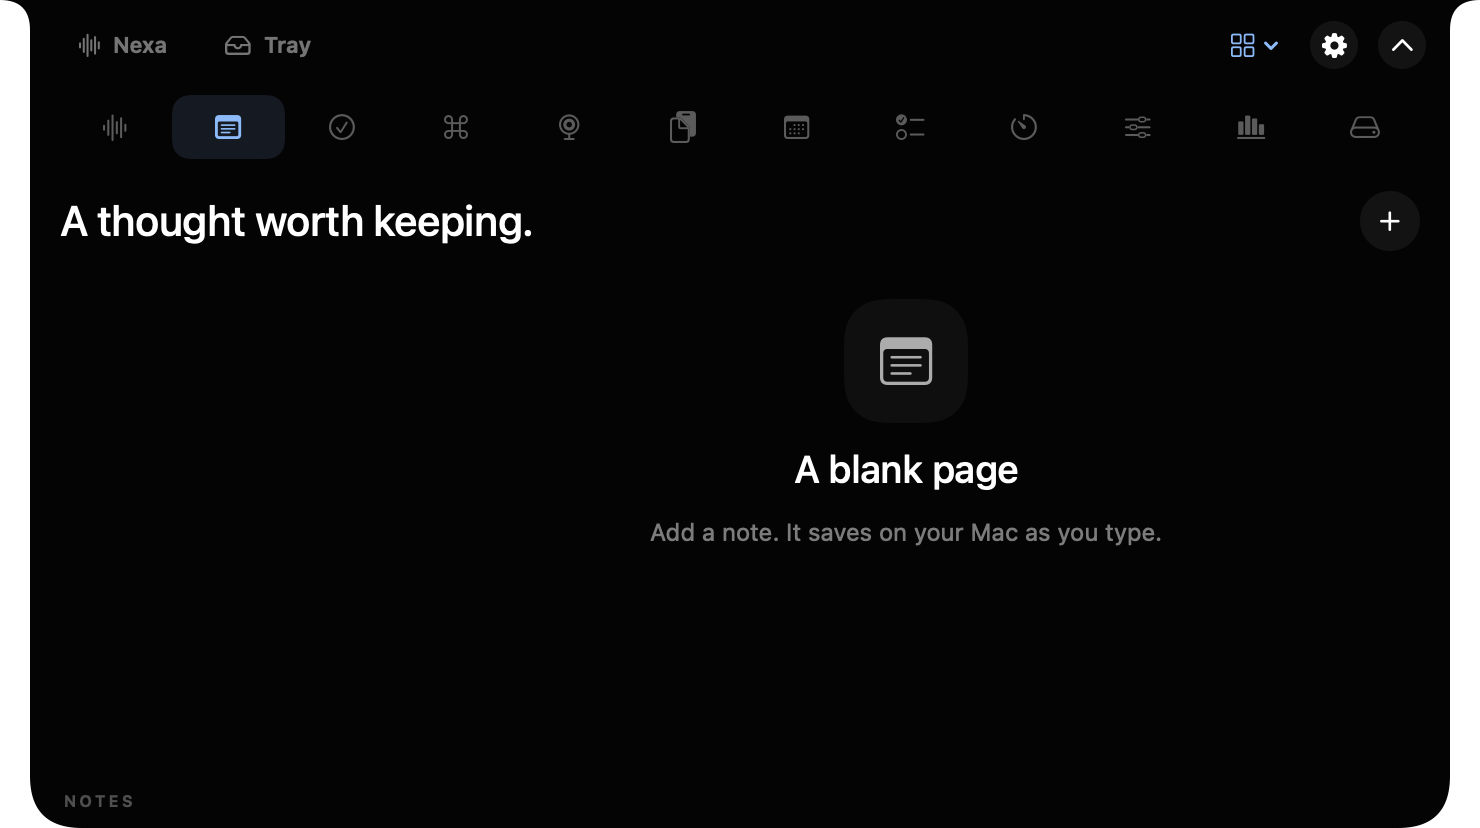 Nexa
Tray
A thought worth keeping.
A blank page
Add a note. It saves on your Mac as you type.
NOTES